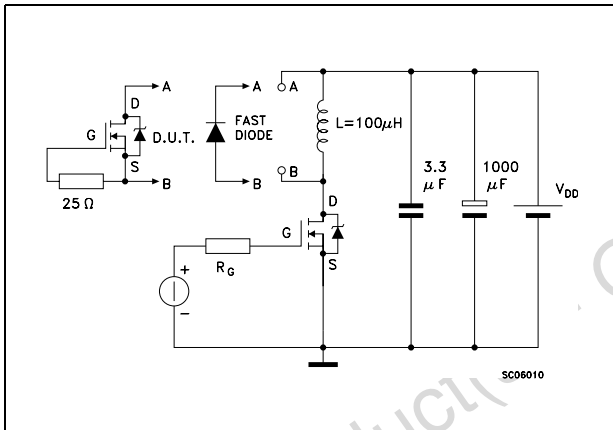 A
A
A
D
G
D.U.T.
FAST
DIODE
L=100μH
S
B
B
B
25 Ω
3.3
μF
1000
μF
VDD
D
G
S
RG
+
−
SC06010